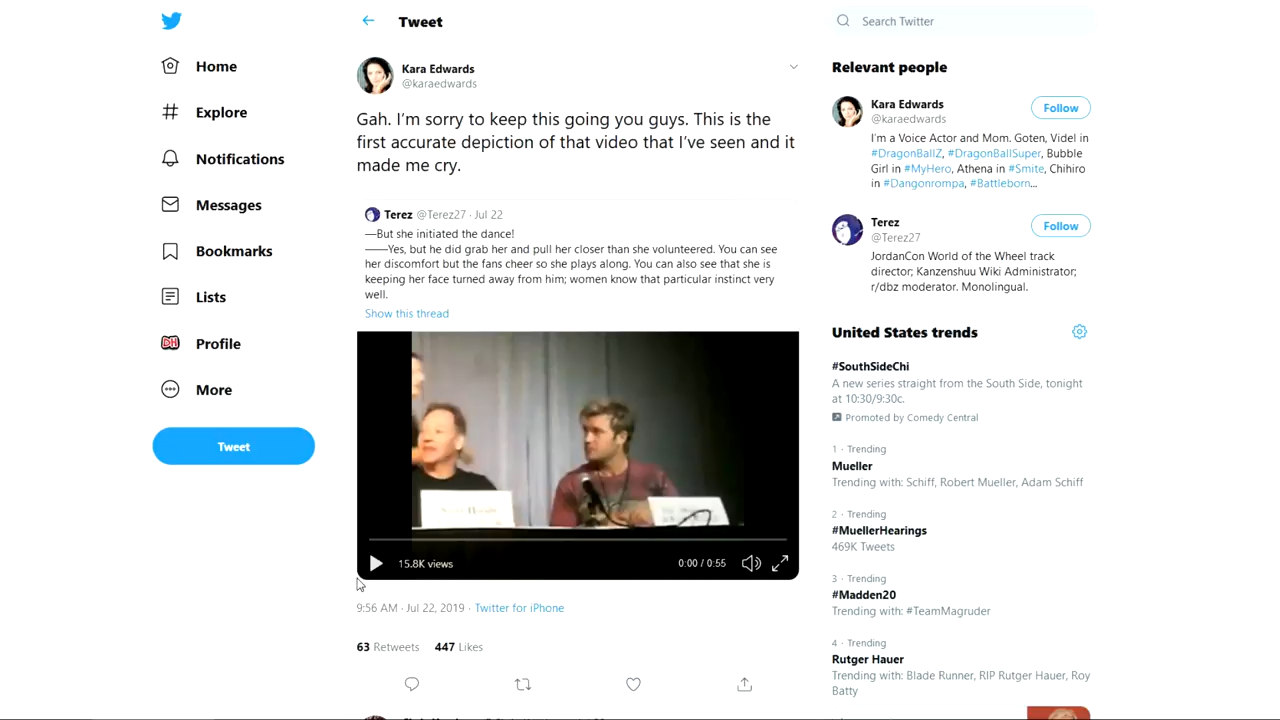 Tweet
Search Twitter
Home
Explore
Notifications
Messages
Bookmarks
Lists
Profile
More
Tweet
Kara Edwards
@karaedwards
Gah. I'm sorry to keep this going you guys. This is the
first accurate depiction of that video that I've seen and it
made me cry.
Terez @Terez27 · Jul 22
—But she initiated the dance!
——Yes, but he did grab her and pull her closer than she volunteered. You can see
her discomfort but the fans cheer so she plays along. You can also see that she is
keeping her face turned away from him; women know that particular instinct very
well.
Show this thread
15.8K views
0:00 / 0:55
9:56 AM · Jul 22, 2019 · Twitter for iPhone
63 Retweets 447 Likes
Relevant people
Kara Edwards
@karaedwards
Follow
I'm a Voice Actor and Mom. Goten, Videl in
#DragonBallZ, #DragonBallSuper, Bubble
Girl in #MyHero, Athena in #Smite, Chihiro
in #Dangonrompa, #Battleborn...
Terez
@Terez27
Follow
JordanCon World of the Wheel track
director; Kanzenshuu Wiki Administrator;
r/dbz moderator. Monolingual.
United States trends
#SouthSideChi
A new series straight from the South Side, tonight
at 10:30/9:30c.
Promoted by Comedy Central
1 · Trending
Mueller
Trending with: Schiff, Robert Mueller, Adam Schiff
2 · Trending
#MuellerHearings
469K Tweets
3 · Trending
#Madden20
Trending with: #TeamMagruder
4 · Trending
Rutger Hauer
Trending with: Blade Runner, RIP Rutger Hauer, Roy
Batty